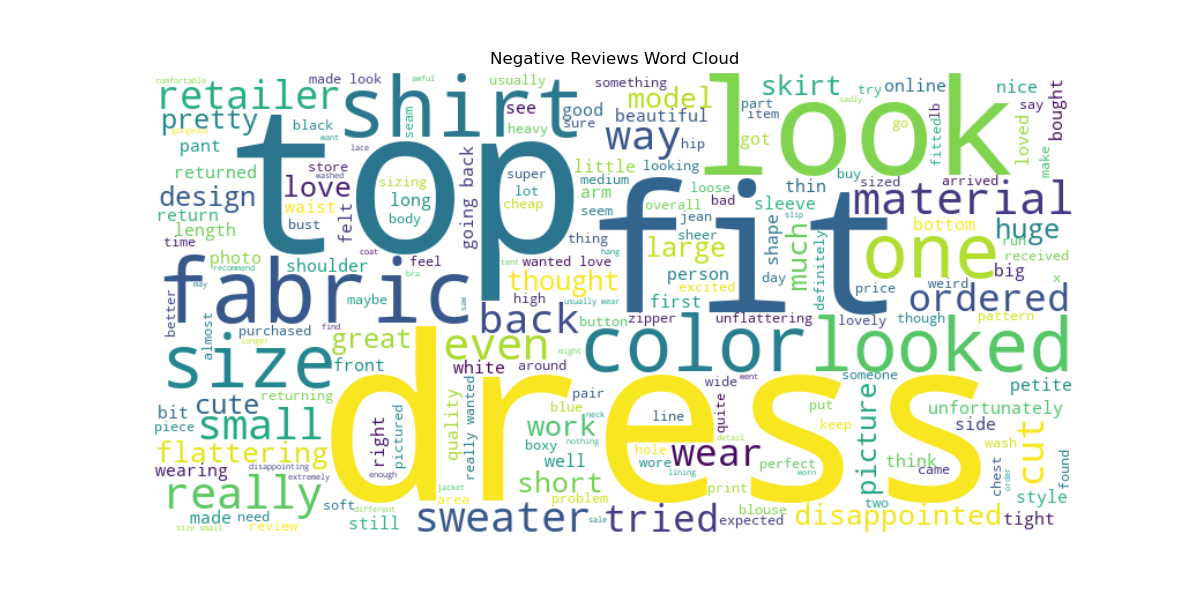 Negative Reviews Word Cloud
comfortable made look awful usually something skirt try online nice
retailer shirt model look say bought
pretty black seam see good sure heavy beautiful part item sadly go fitted lb loved make
gorgeous want way hip got
pant store lace top super little looking buy
returned washed love sizing going back lot medium loose thin sized arrived
design long cheap arm overall bad sleeve material
return waist felt body seem jean fit slip bottom huge
length bust sheer shape much one run
time coat thing hang large definitely received
photo shoulder feel tent wanted love person day big x
recommend bra thought excited price weird
may fabric maybe high usually wear first ordered
better sam button zipper unflattering lovely though pattern
almost purchased find back
longer great even color looked
size front white around might someone
cute returning dress wide went petite
bit pair put unfortunately
piece small right pictured quality really wanted blue neck line quite keep picture side
work detail cut
flattering boxy nothing hole wear wash
wearing disappointing enough well wore perfect think came chest found
extremely lining worn order
really jacket short print style
soft area problem two
made need different sweater blouse disappointed tight
review still sale tried expected
size small